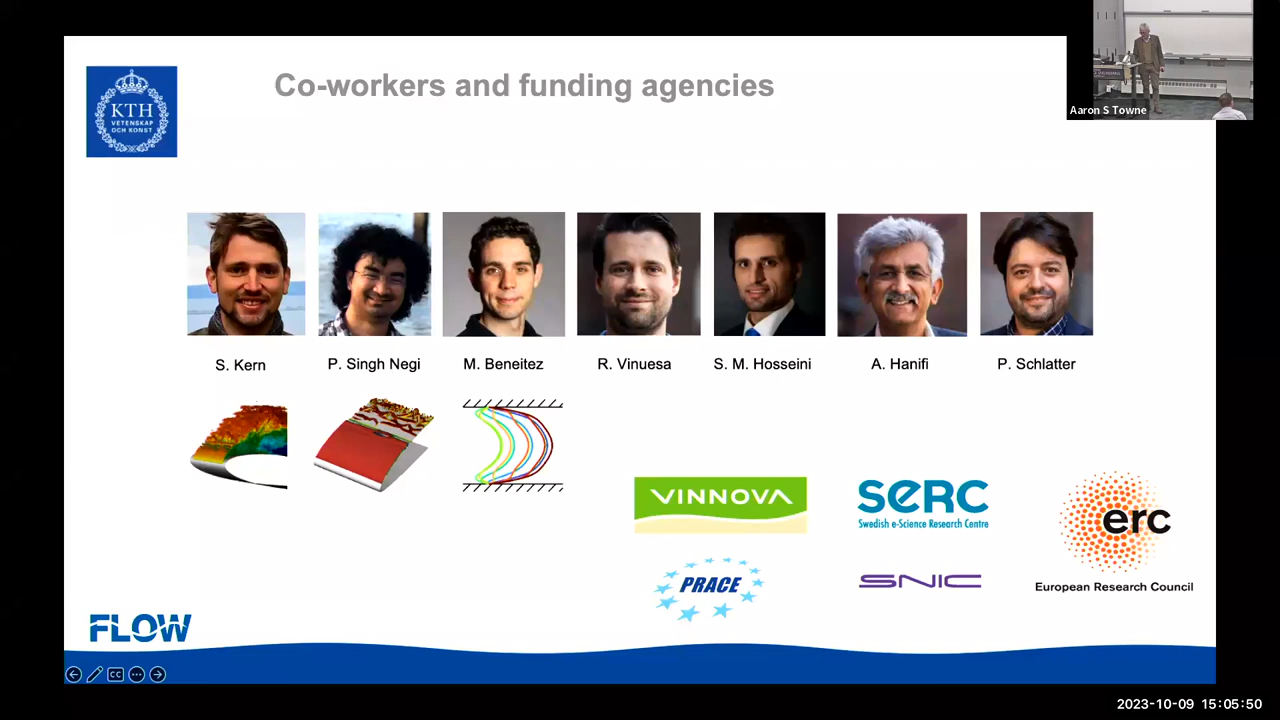 Co-workers and funding agencies
KTH
VETENSKAP
OCH KONST
Aaron S Towne
S. Kern
P. Singh Negi
M. Beneitez
R. Vinuesa
S. M. Hosseini
A. Hanifi
P. Schlatter
VINNOVA
SeRC
Swedish e-Science Research Centre
erc
European Research Council
PRACE
SNIC
FLOW
CC
2023-10-09 15:05:50